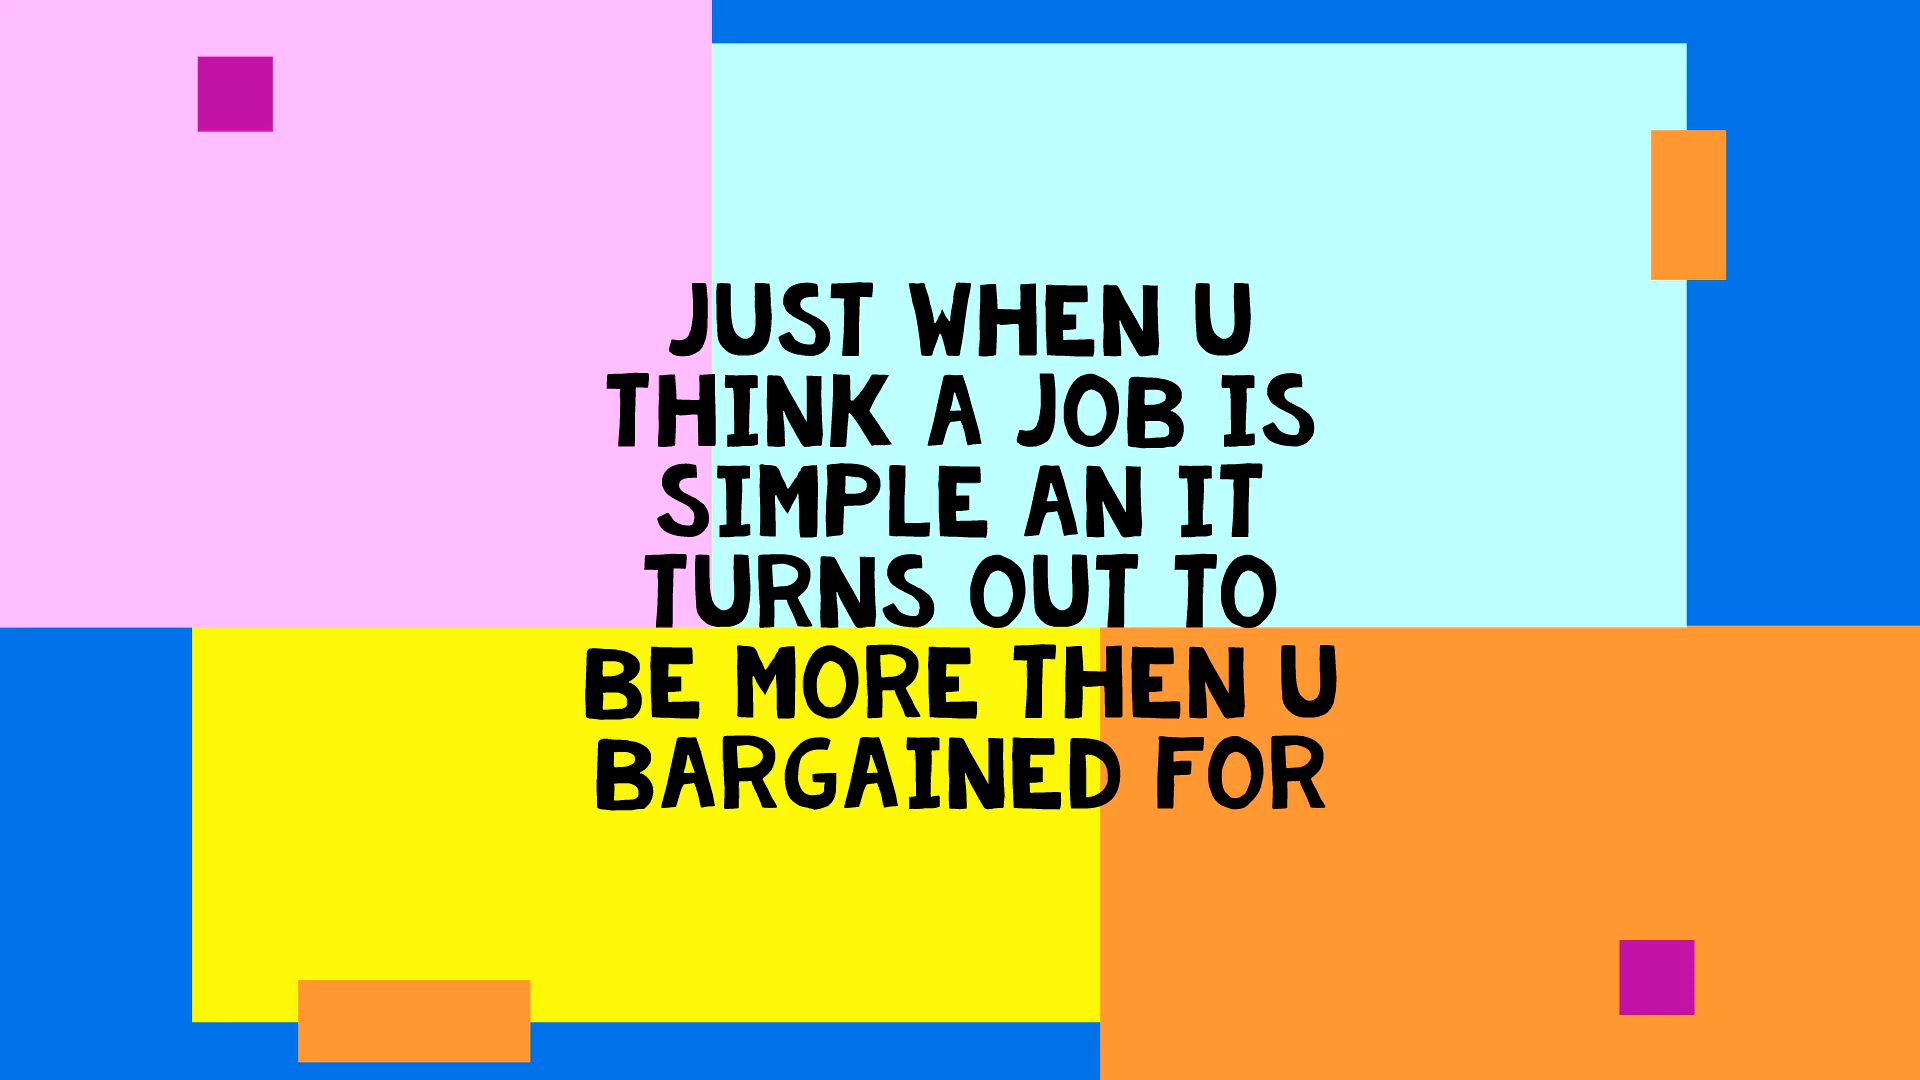 JUST WHEN U
THINK A JOB IS
SIMPLE AN IT
TURNS OUT TO
BE MORE THEN U
BARGAINED FOR